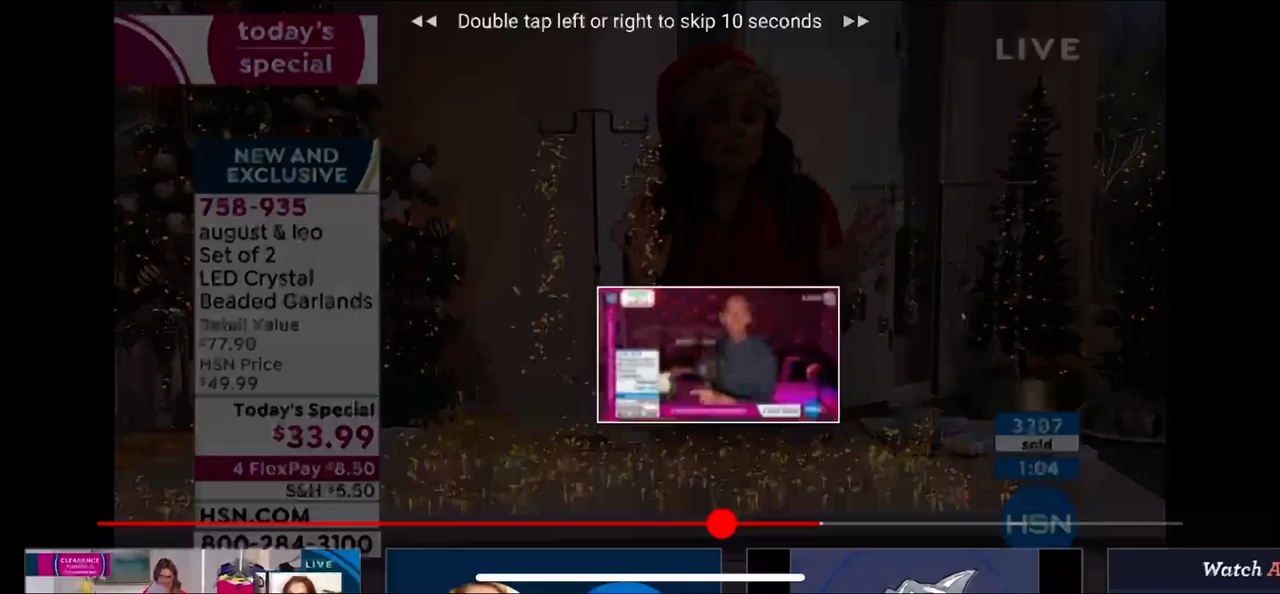 Double tap left or right to skip 10 seconds
today's
special
LIVE
NEW AND
EXCLUSIVE
758-935
august & leo
Set of 2
LED Crystal
Beaded Garlands
Retail Value
$77.90
HSN Price
$49.99
Today's Special
$33.99
4 FlexPay $8.50
S&H $5.50
HSN.COM
800-284-3100
3207
sold
1:04
HSN
CLEARANCE
LIVE
Watch A